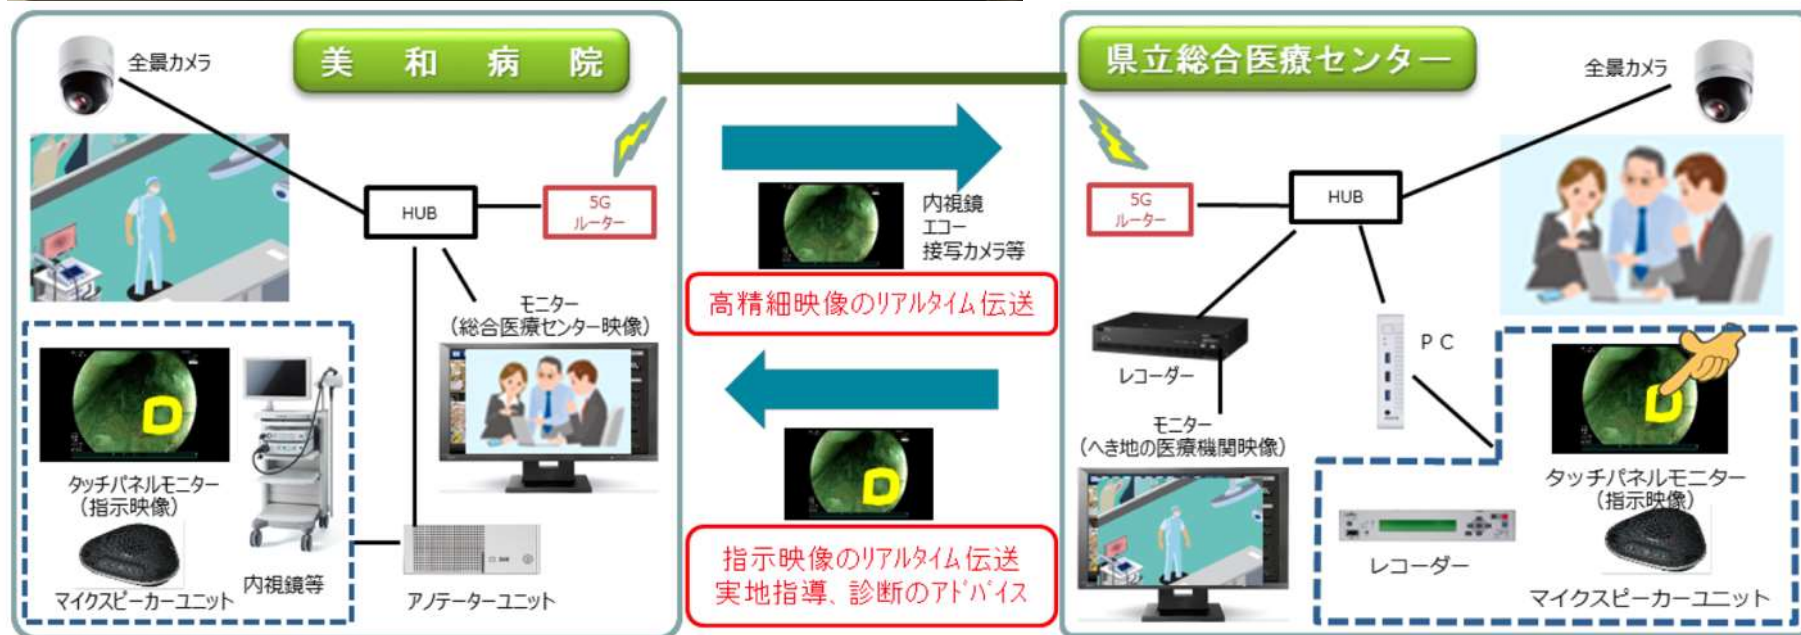 美和病院
全景カメラ
HUB
5G
ルーター
モニター
（総合医療センター映像）
タッチパネルモニター
（指示映像）
マイクスピーカーユニット
内視鏡等
アノテーターユニット
内視鏡
エコー
接写カメラ等
高精細映像のリアルタイム伝送
指示映像のリアルタイム伝送
実地指導、診断のアドバイス
県立総合医療センター
全景カメラ
5G
ルーター
HUB
レコーダー
PC
モニター
（へき地の医療機関映像）
タッチパネルモニター
（指示映像）
レコーダー
マイクスピーカーユニット